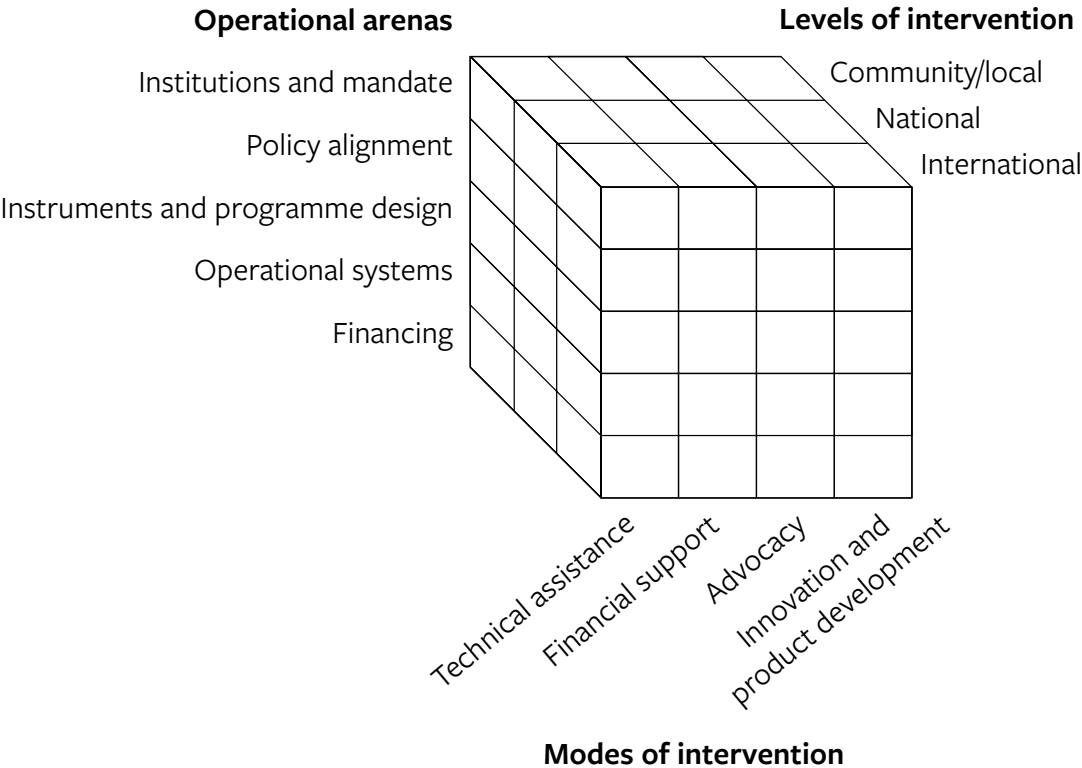 Operational arenas
Levels of intervention
Institutions and mandate
Policy alignment
Instruments and programme design
Operational systems
Financing
Community/local
National
International
Technical assistance
Financial support
Advocacy
Innovation and
product development
Modes of intervention